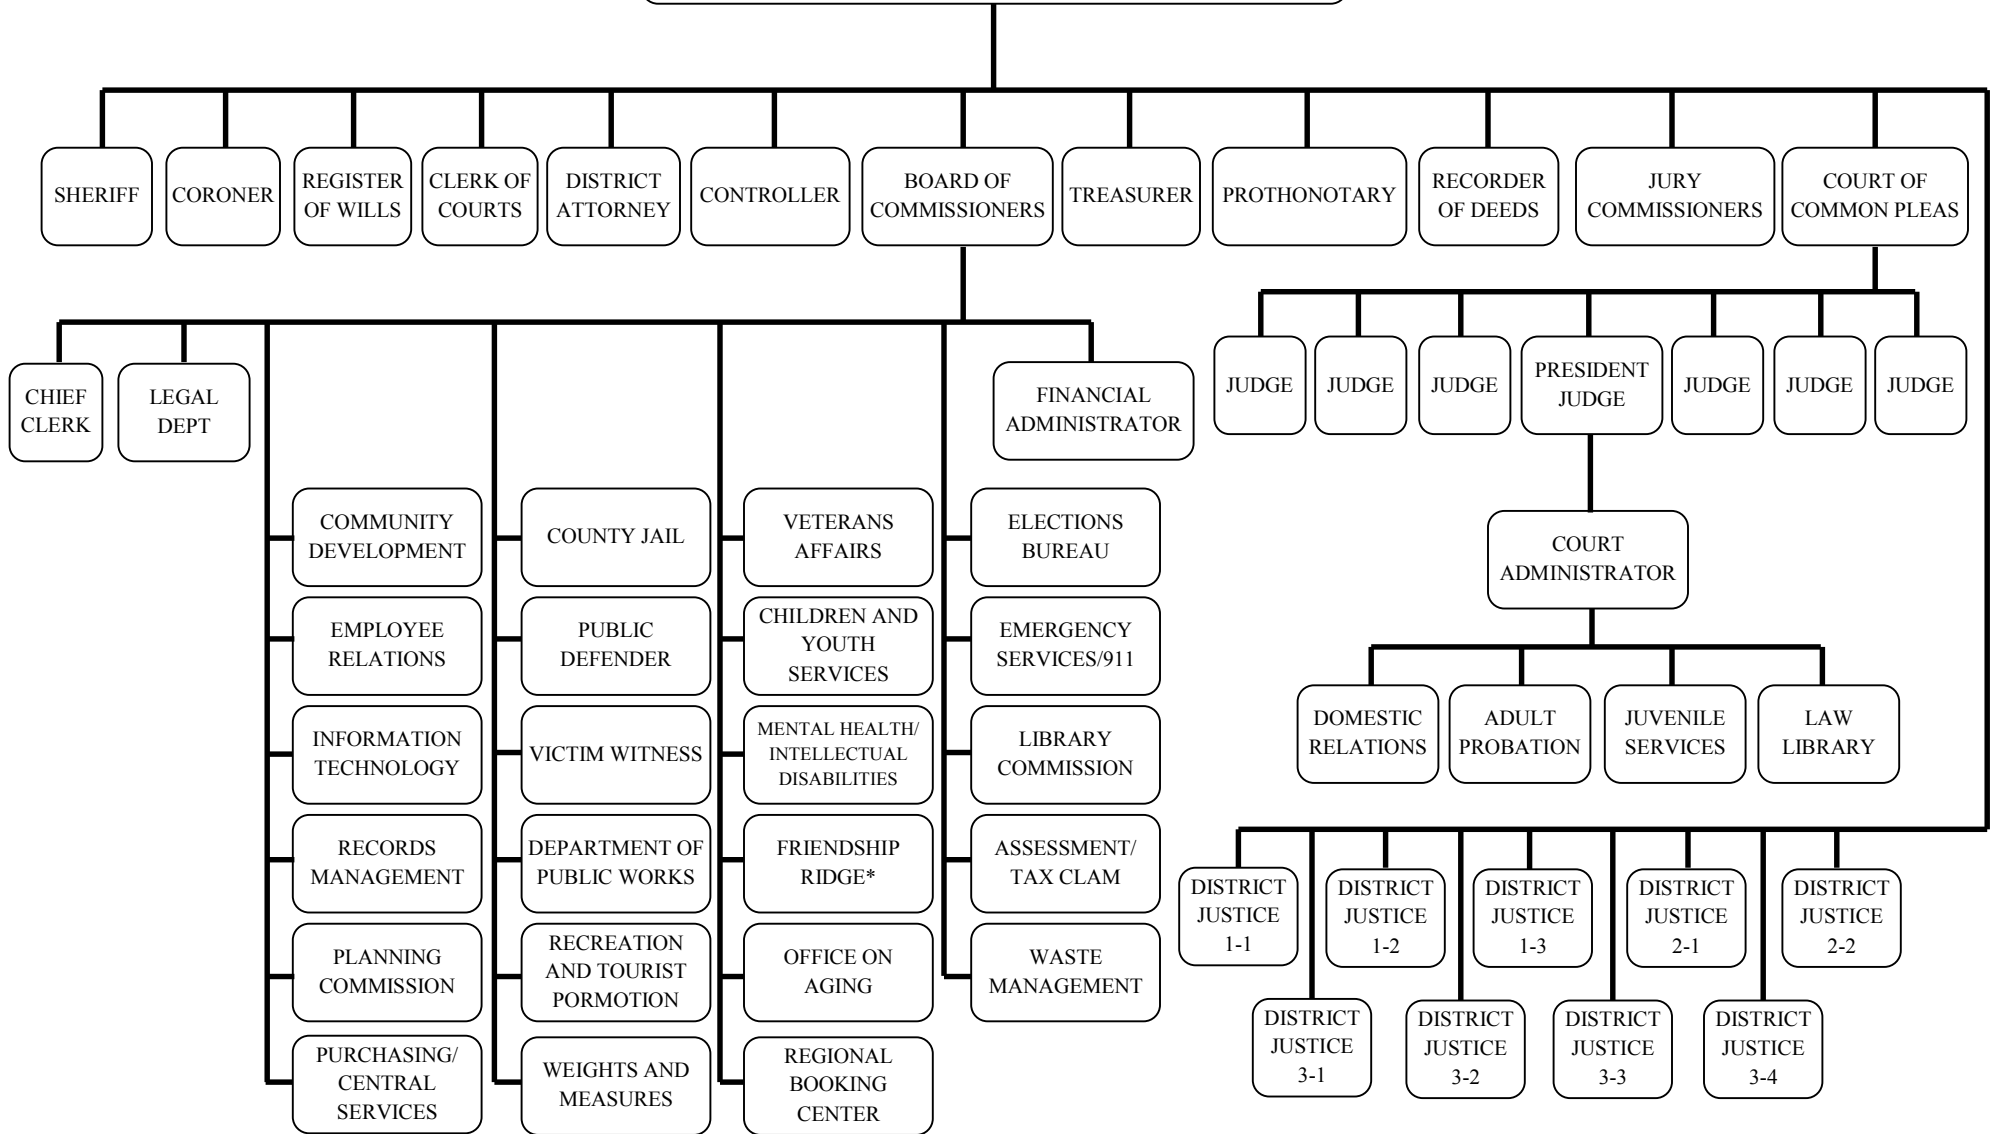 SHERIFF
CORONER
REGISTER
OF WILLS
CLERK OF
COURTS
DISTRICT
ATTORNEY
CONTROLLER
BOARD OF
COMMISSIONERS
TREASURER
PROTHONOTARY
RECORDER
OF DEEDS
JURY
COMMISSIONERS
COURT OF
COMMON PLEAS
CHIEF
CLERK
LEGAL
DEPT
FINANCIAL
ADMINISTRATOR
JUDGE
JUDGE
JUDGE
PRESIDENT
JUDGE
JUDGE
JUDGE
JUDGE
COMMUNITY
DEVELOPMENT
EMPLOYEE
RELATIONS
INFORMATION
TECHNOLOGY
RECORDS
MANAGEMENT
PLANNING
COMMISSION
PURCHASING/
CENTRAL
SERVICES
COUNTY JAIL
PUBLIC
DEFENDER
VICTIM WITNESS
DEPARTMENT OF
PUBLIC WORKS
RECREATION
AND TOURIST
PORMOTION
WEIGHTS AND
MEASURES
VETERANS
AFFAIRS
CHILDREN AND
YOUTH
SERVICES
MENTAL HEALTH/
INTELLECTUAL
DISABILITIES
FRIENDSHIP
RIDGE*
OFFICE ON
AGING
REGIONAL
BOOKING
CENTER
ELECTIONS
BUREAU
EMERGENCY
SERVICES/911
LIBRARY
COMMISSION
ASSESSMENT/
TAX CLAM
WASTE
MANAGEMENT
COURT
ADMINISTRATOR
DOMESTIC
RELATIONS
ADULT
PROBATION
JUVENILE
SERVICES
LAW
LIBRARY
DISTRICT
JUSTICE
1-1
DISTRICT
JUSTICE
1-2
DISTRICT
JUSTICE
1-3
DISTRICT
JUSTICE
2-1
DISTRICT
JUSTICE
2-2
DISTRICT
JUSTICE
3-1
DISTRICT
JUSTICE
3-2
DISTRICT
JUSTICE
3-3
DISTRICT
JUSTICE
3-4